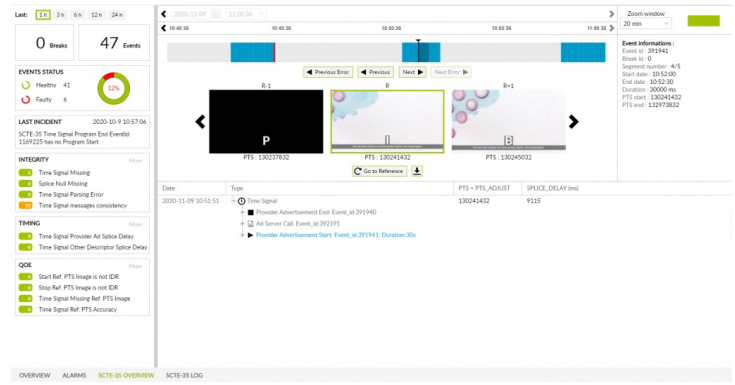 Last: 1 h 3 h 6 h 12 h 24 h
0 Breaks 47 Events
EVENTS STATUS
Healthy 41
Faulty 6
12%
LAST INCIDENT 2020-10-9 10:57:06
SCTE-35 Time Signal Program End EventId:
1169225 has no Program Start
INTEGRITY More
Time Signal Missing
Splice Null Missing
Time Signal Parsing Error
Time Signal messages consistency
TIMING More
Time Signal Provider Ad Splice Delay
Time Signal Other Descriptor Splice Delay
QOE More
Start Ref. PTS Image is not IDR
Stop Ref. PTS Image is not IDR
Time Signal Missing Ref. PTS Image
Time Signal Ref. PTS Accuracy
2020-11-09 11:00:36
10:40:36 10:45:36 10:50:36 10:55:36 11:00:36
Previous Error Previous Next Next Error
R-1 R R+1
P I B
PTS : 130237832 PTS : 130241432 PTS : 130245032
Go to Reference
Date Type PTS + PTS_ADJUST SPLICE_DELAY (ms)
2020-11-09 10:51:51 Time Signal 130241432 9115
Provider Advertisement End: Event_id:391940
Ad Server Call: Event_id:392191
Provider Advertisement Start: Event_id:391941; Duration:30s
Zoom window
20 min
Event informations :
Event id : 391941
Break id : 0
Segment number : 4/5
Start date : 10:52:00
End date : 10:52:30
Duration : 30000 ms
PTS start : 130241432
PTS end : 132973832
OVERVIEW ALARMS SCTE-35 OVERVIEW SCTE-35 LOG